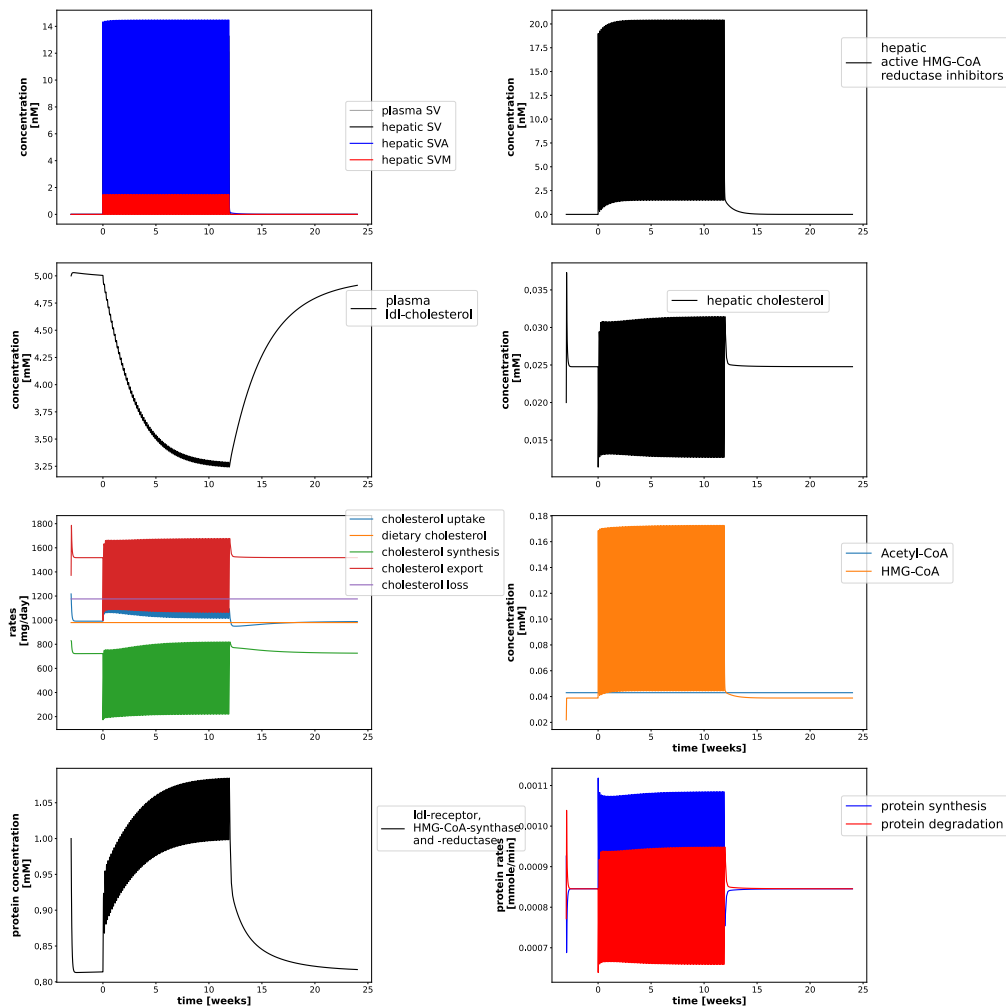 concentration
[nM]
14
12
10
8
6
4
2
0
0
5
10
15
20
25
plasma SV
hepatic SV
hepatic SVA
hepatic SVM
concentration
[nM]
20.0
17.5
15.0
12.5
10.0
7.5
5.0
2.5
0.0
0
5
10
15
20
25
hepatic
active HMG-CoA
reductase inhibitors
concentration
[mM]
5.00
4.75
4.50
4.25
4.00
3.75
3.50
3.25
0
5
10
15
20
25
plasma
ldl-cholesterol
concentration
[mM]
0.035
0.030
0.025
0.020
0.015
0
5
10
15
20
25
hepatic cholesterol
rates
[mg/day]
1800
1600
1400
1200
1000
800
600
400
200
0
5
10
15
20
25
cholesterol uptake
dietary cholesterol
cholesterol synthesis
cholesterol export
cholesterol loss
concentration
[mM]
0.18
0.16
0.14
0.12
0.10
0.08
0.06
0.04
0.02
0
5
10
15
20
25
time [weeks]
Acetyl-CoA
HMG-CoA
protein concentration
[mM]
1.05
1.00
0.95
0.90
0.85
0.80
0
5
10
15
20
25
time [weeks]
ldl-receptor,
HMG-CoA-synthase
and -reductase
protein rates
[mmole/min]
0.0011
0.0010
0.0009
0.0008
0.0007
0
5
10
15
20
25
time [weeks]
protein synthesis
protein degradation